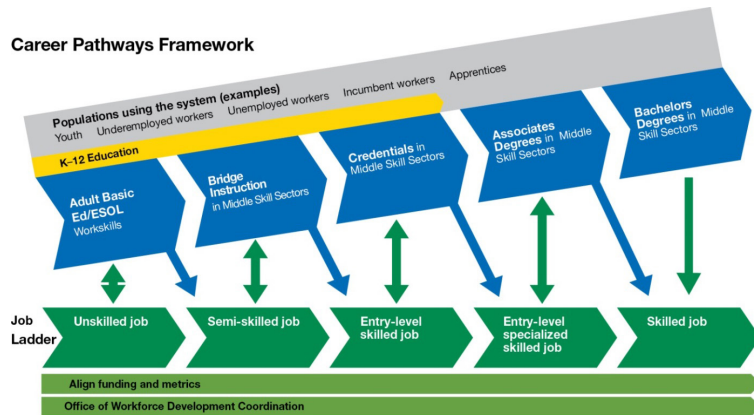 Career Pathways Framework
Populations using the system (examples)
Youth Underemployed workers Unemployed workers Incumbent workers Apprentices
K–12 Education
Adult Basic
Ed/ESOL
Workskills
Bridge
Instruction
in Middle Skill Sectors
Credentials in
Middle Skill Sectors
Associates
Degrees in Middle
Skill Sectors
Bachelors
Degrees in Middle
Skill Sectors
Job
Ladder
Unskilled job
Semi-skilled job
Entry-level
skilled job
Entry-level
specialized
skilled job
Skilled job
Align funding and metrics
Office of Workforce Development Coordination